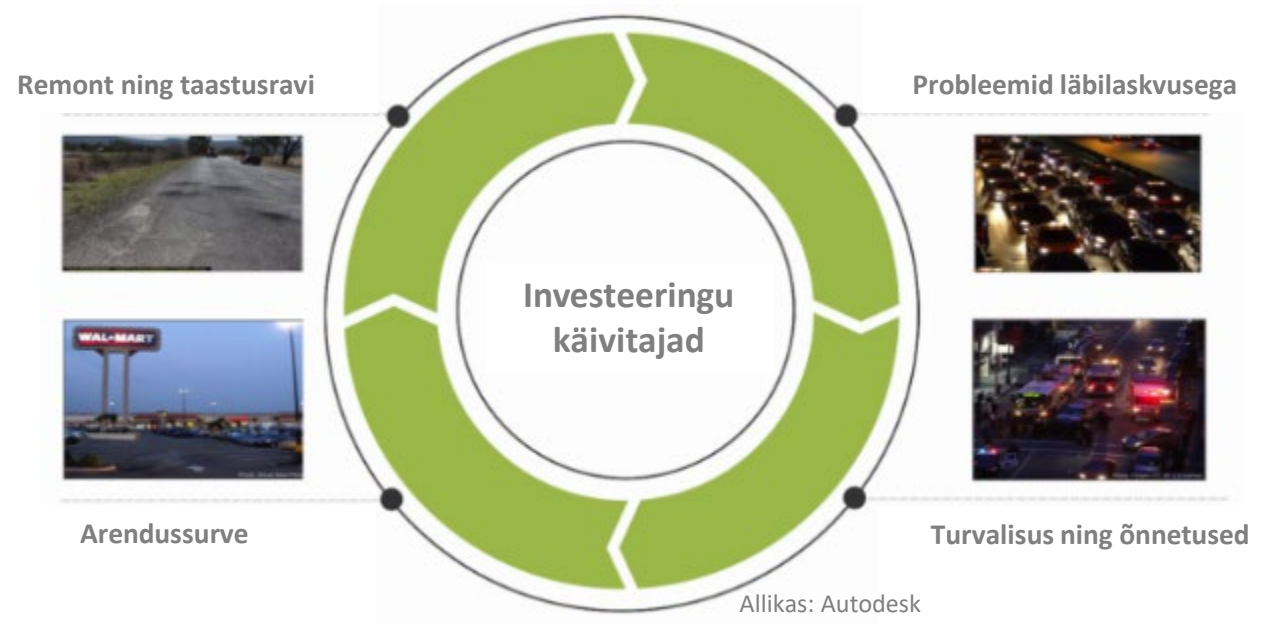 Remont ning taastusravi
Probleemid läbilaskvusega
WAL-MART
Investeeringu
käivitajad
Arendussurve
Turvalisus ning õnnetused
Allikas: Autodesk